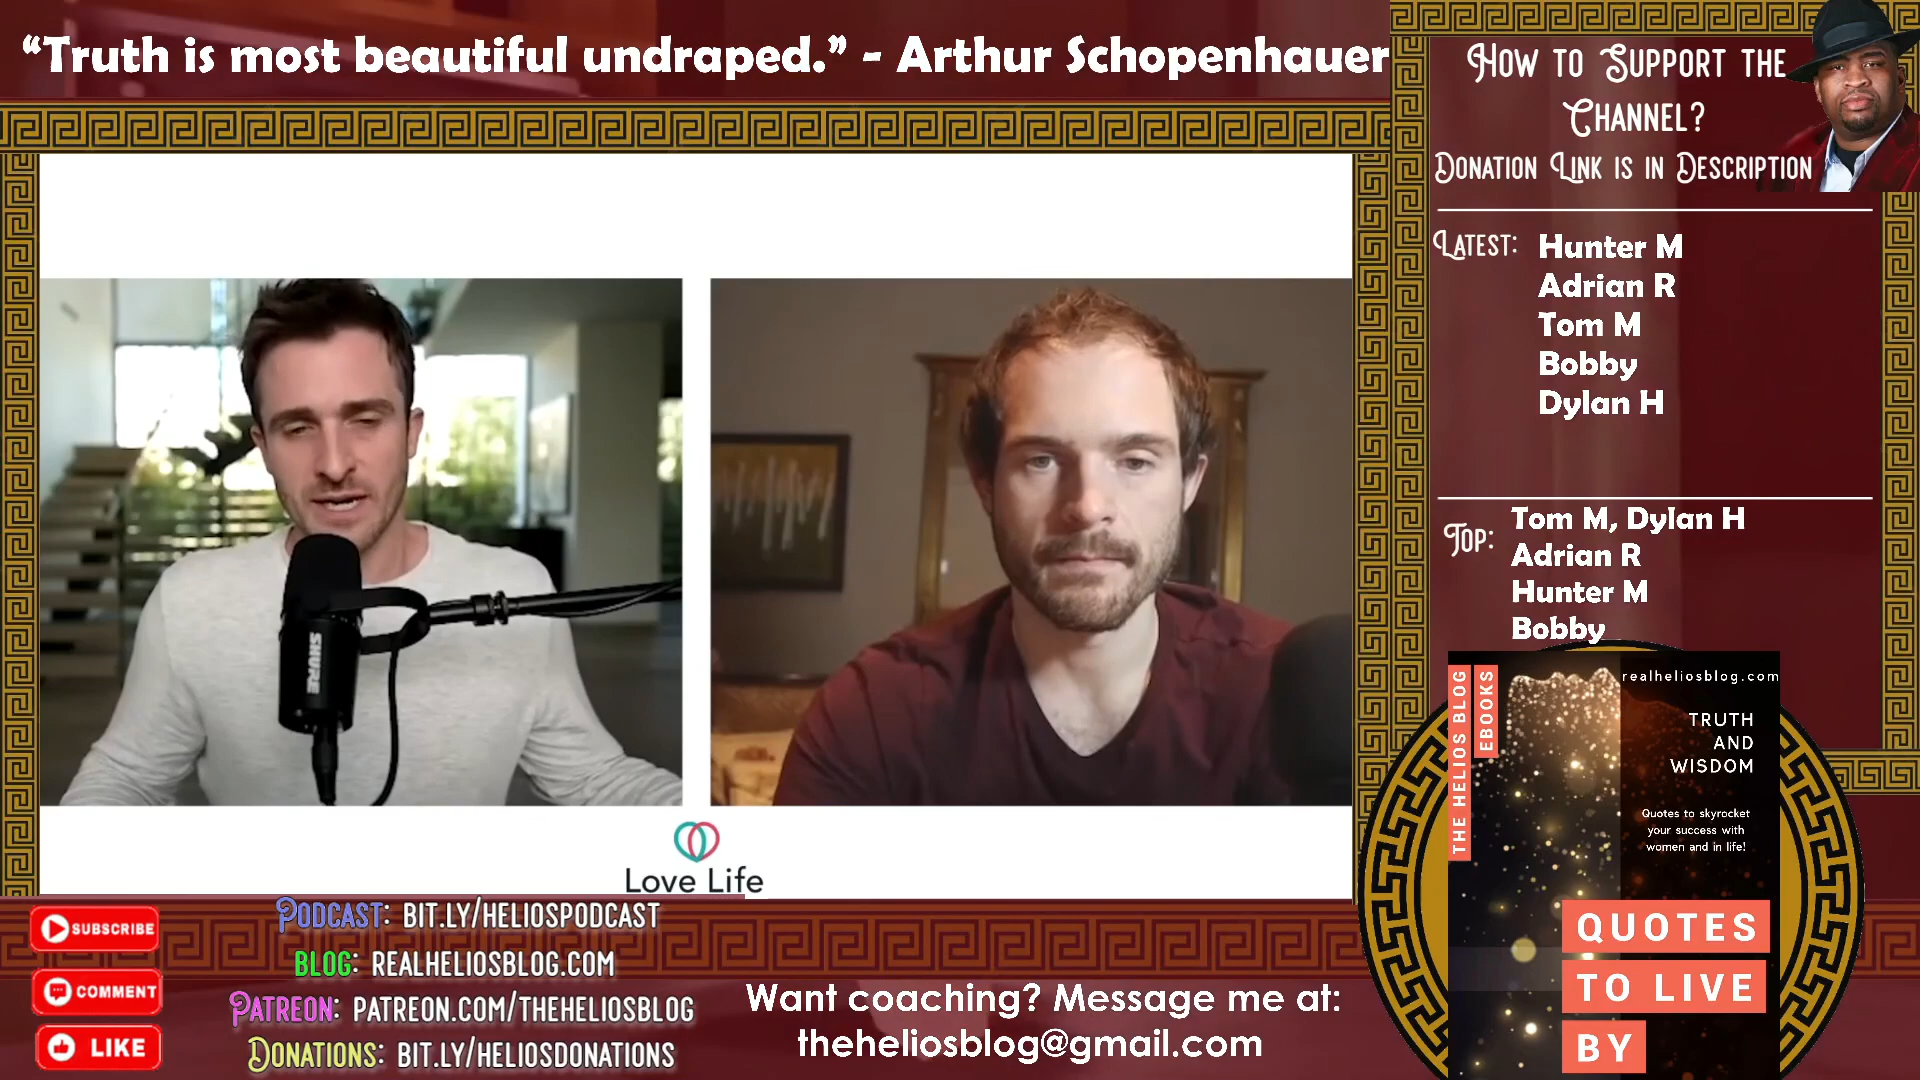 “Truth is most beautiful undraped.” - Arthur Schopenhauer
How to Support the
Channel?
Donation Link is in Description
Latest: Hunter M
Adrian R
Tom M
Bobby
Dylan H
Top: Tom M, Dylan H
Adrian R
Hunter M
Bobby
SHURE
Love Life
THE HELIOS BLOG
EBOOKS
realheliosblog.com
TRUTH
AND
WISDOM
Quotes to skyrocket
your success with
women and in life!
QUOTES
TO LIVE
BY
SUBSCRIBE
COMMENT
LIKE
Podcast: bit.ly/heliospodcast
Blog: realheliosblog.com
Patreon: patreon.com/theheliosblog
Donations: bit.ly/heliosdonations
Want coaching? Message me at:
theheliosblog@gmail.com